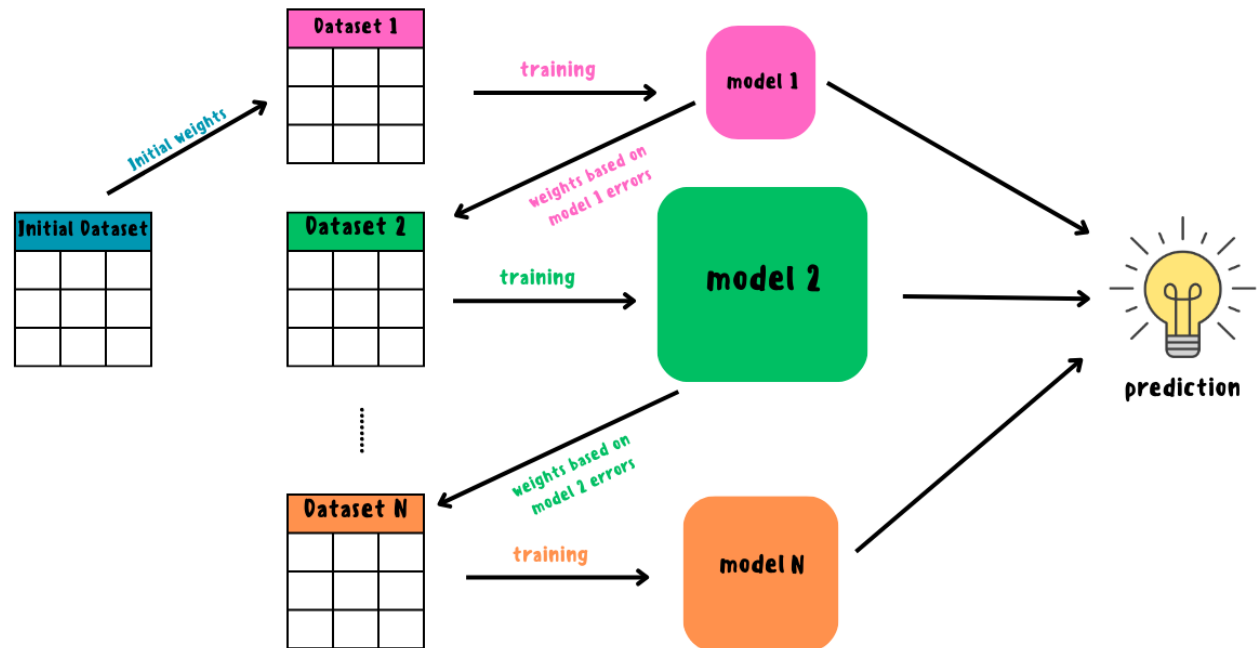 Dataset 1
training
model 1
Initial weights
weights based on
model 1 errors
Initial Dataset
Dataset 2
training
model 2
prediction
weights based on
model 2 errors
Dataset N
training
model N